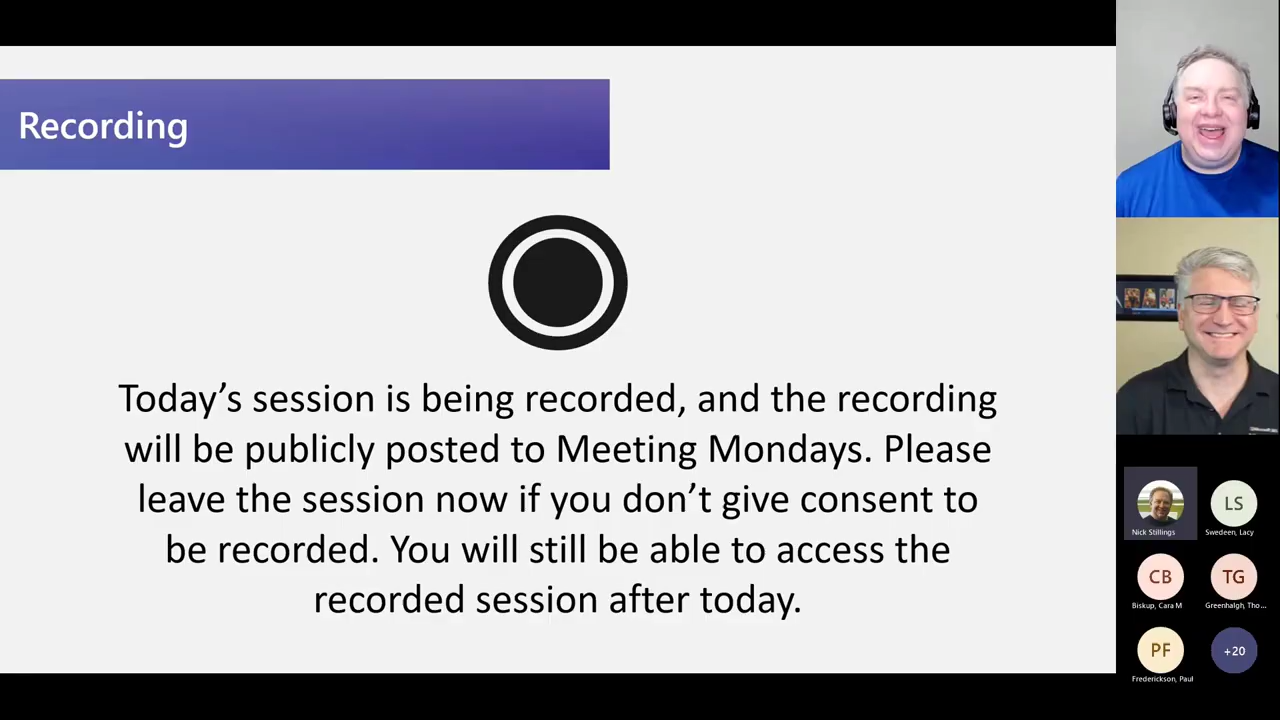 Recording
Today’s session is being recorded, and the recording
will be publicly posted to Meeting Mondays. Please
leave the session now if you don’t give consent to
be recorded. You will still be able to access the
recorded session after today.
Nick Stillings
LS
Swedeen, Lacy
CB
Biskup, Cara M
TG
Greenhalgh, Tho...
PF
Frederickson, Paul
+20